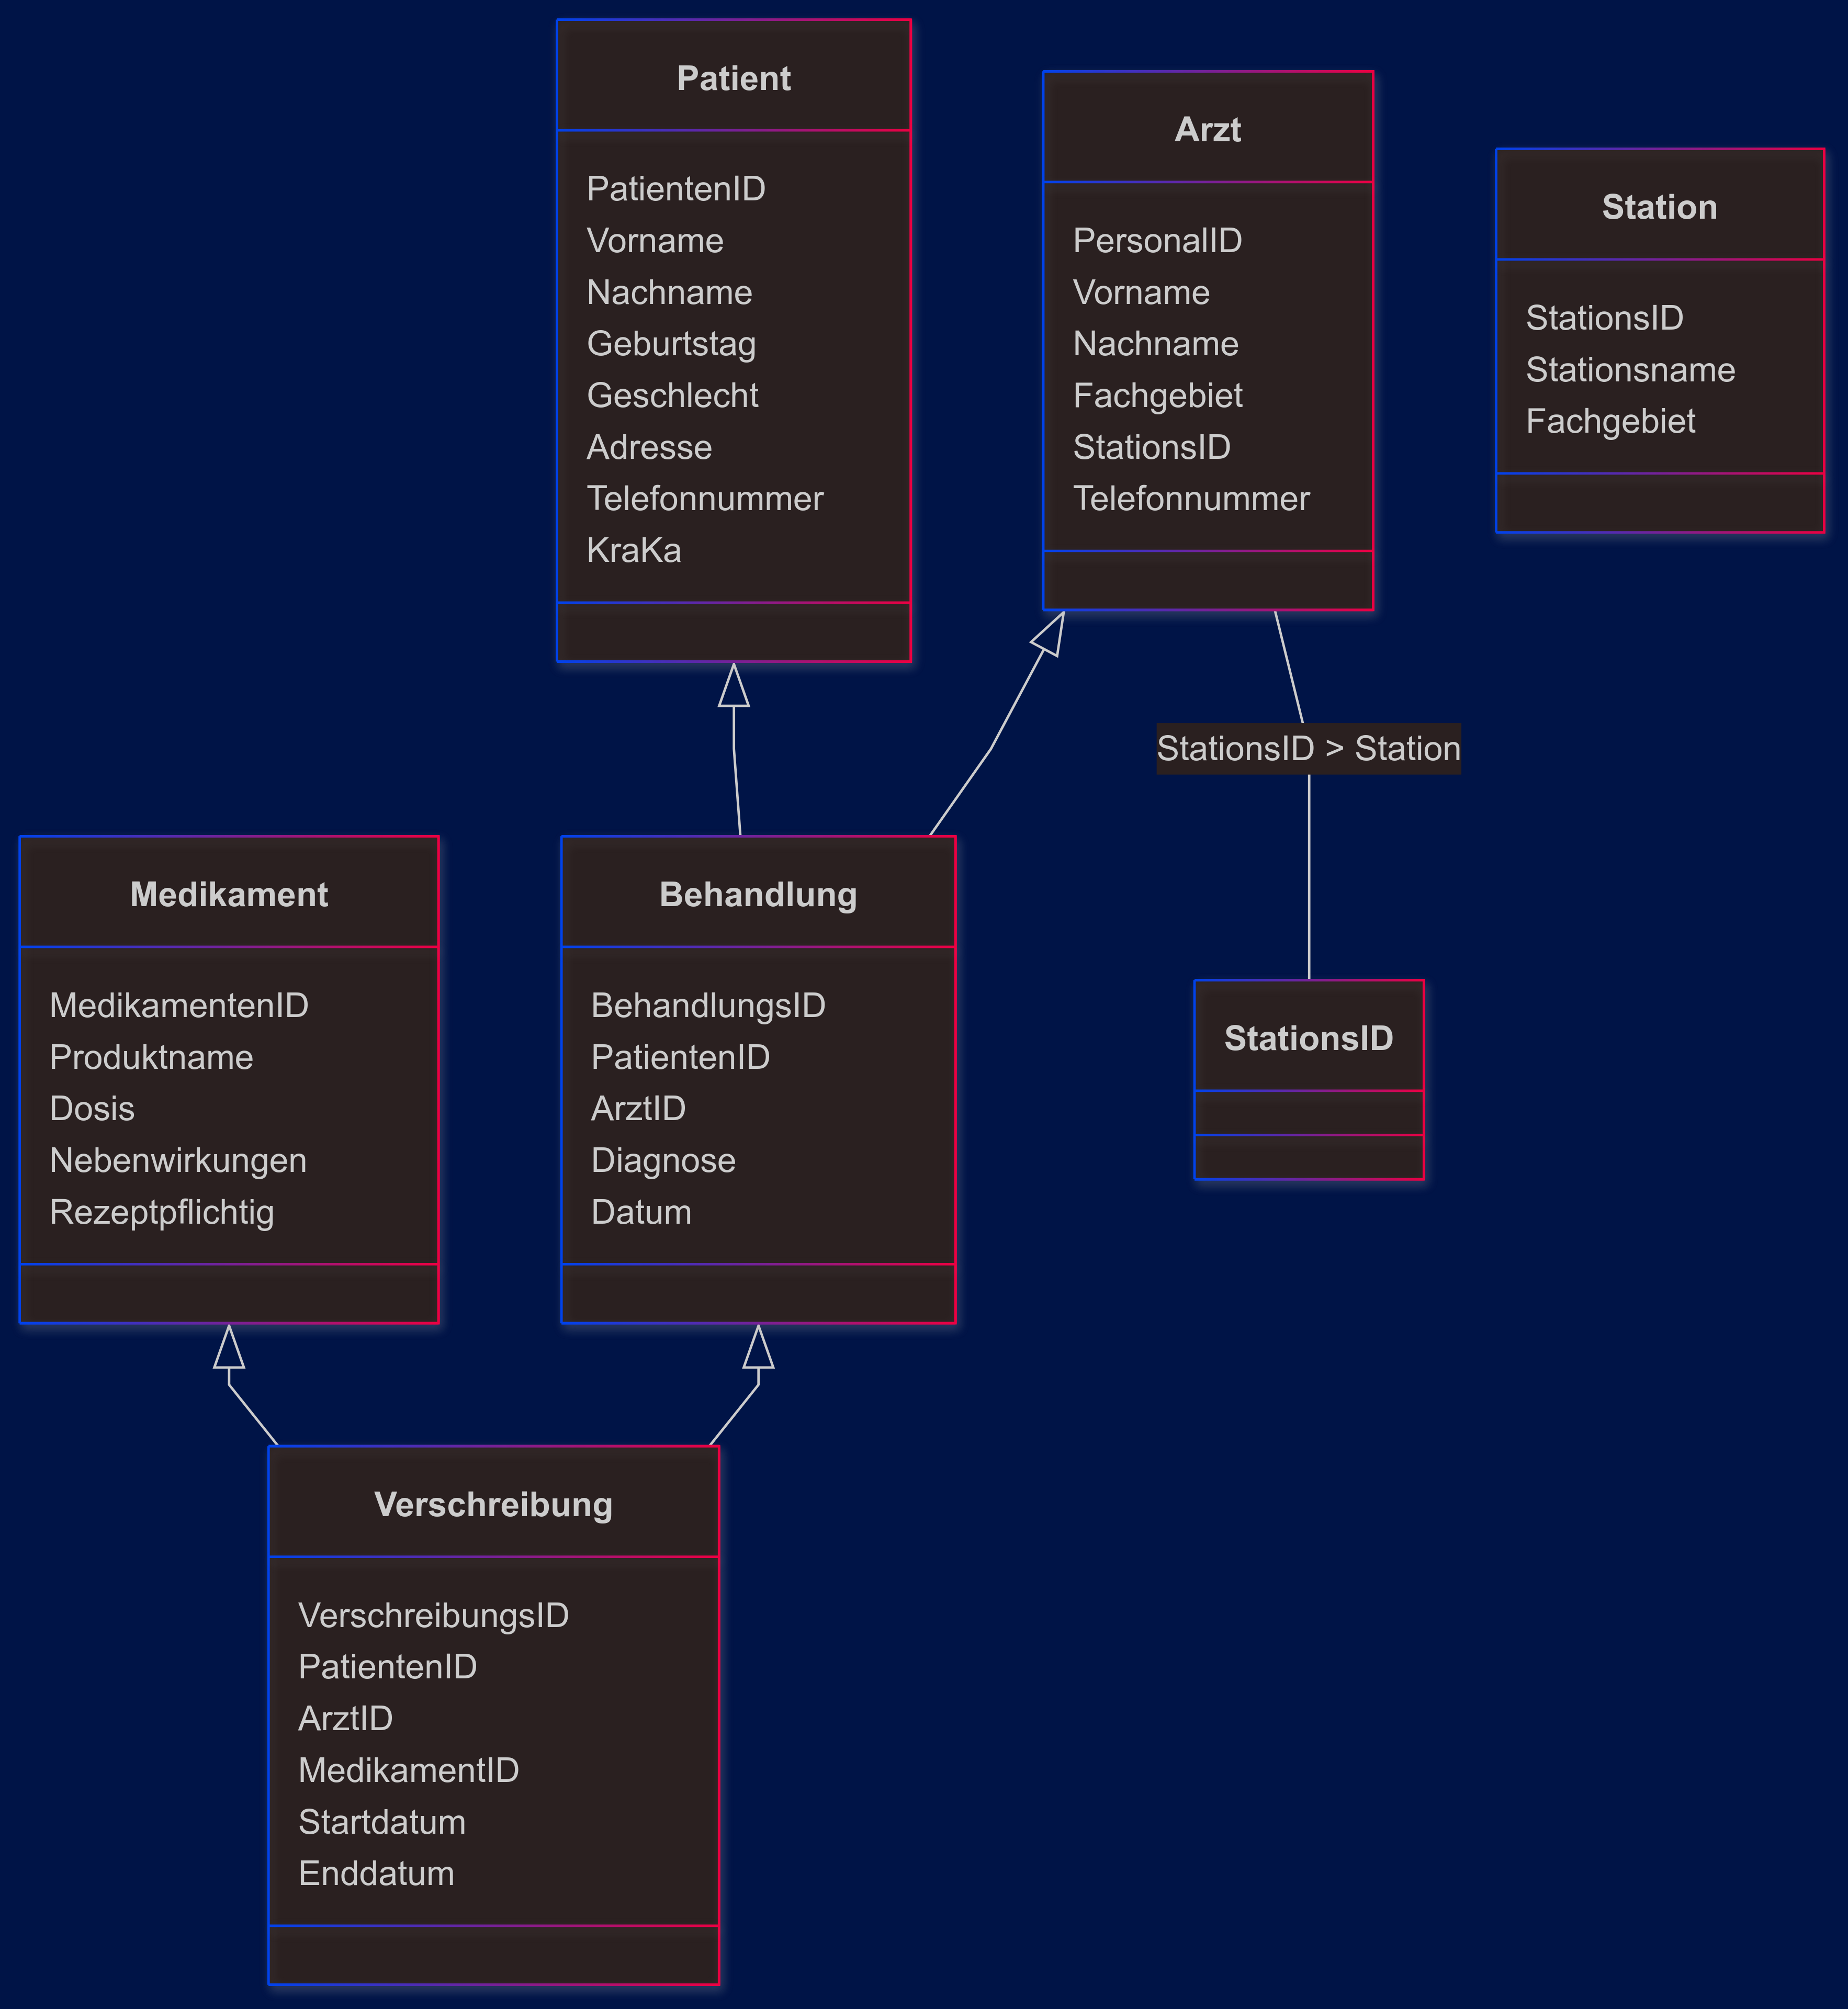 Patient
PatientenID
Vorname
Nachname
Geburtstag
Geschlecht
Adresse
Telefonnummer
KraKa
Arzt
PersonalID
Vorname
Nachname
Fachgebiet
StationsID
Telefonnummer
Station
StationsID
Stationsname
Fachgebiet
StationsID > Station
Medikament
MedikamentenID
Produktname
Dosis
Nebenwirkungen
Rezeptpflichtig
Behandlung
BehandlungsID
PatientenID
ArztID
Diagnose
Datum
StationsID
Verschreibung
VerschreibungsID
PatientenID
ArztID
MedikamentID
Startdatum
Enddatum